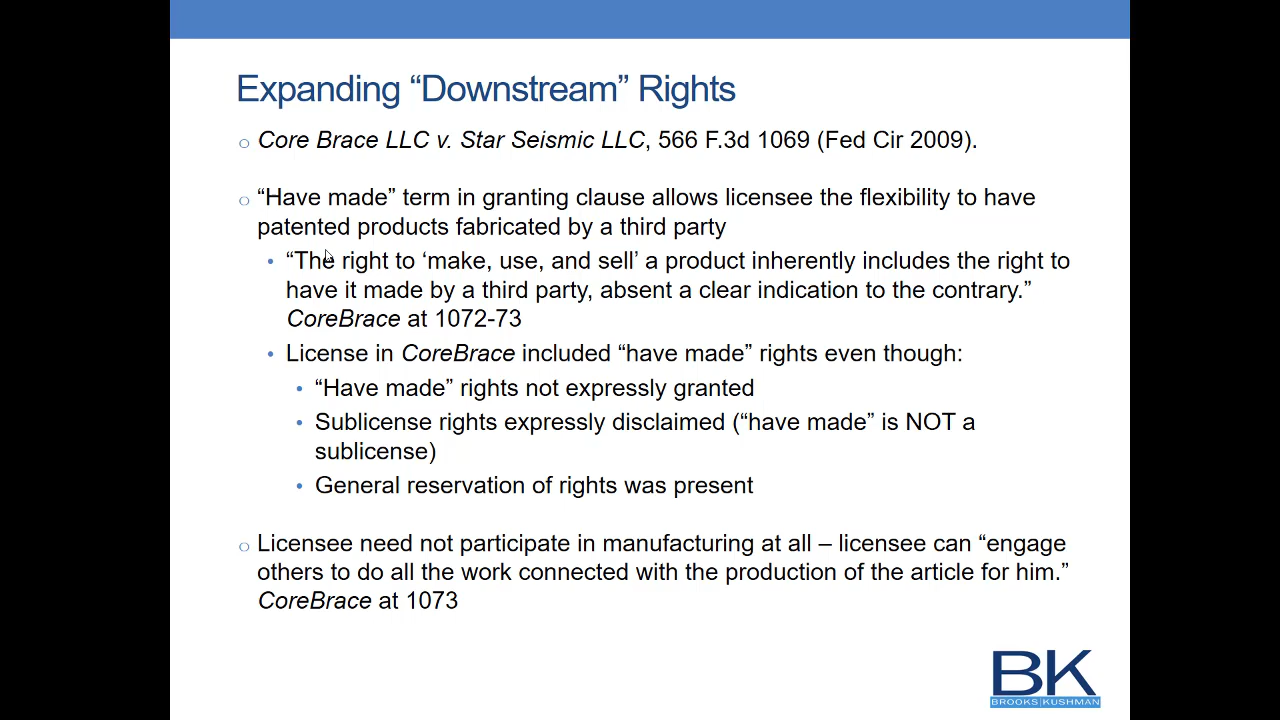 Expanding “Downstream” Rights
Core Brace LLC v. Star Seismic LLC, 566 F.3d 1069 (Fed Cir 2009).
“Have made” term in granting clause allows licensee the flexibility to have
patented products fabricated by a third party
“The right to ‘make, use, and sell’ a product inherently includes the right to
have it made by a third party, absent a clear indication to the contrary.”
CoreBrace at 1072-73
License in CoreBrace included “have made” rights even though:
“Have made” rights not expressly granted
Sublicense rights expressly disclaimed (“have made” is NOT a
sublicense)
General reservation of rights was present
Licensee need not participate in manufacturing at all – licensee can “engage
others to do all the work connected with the production of the article for him.”
CoreBrace at 1073
BK
BROOKS|KUSHMAN